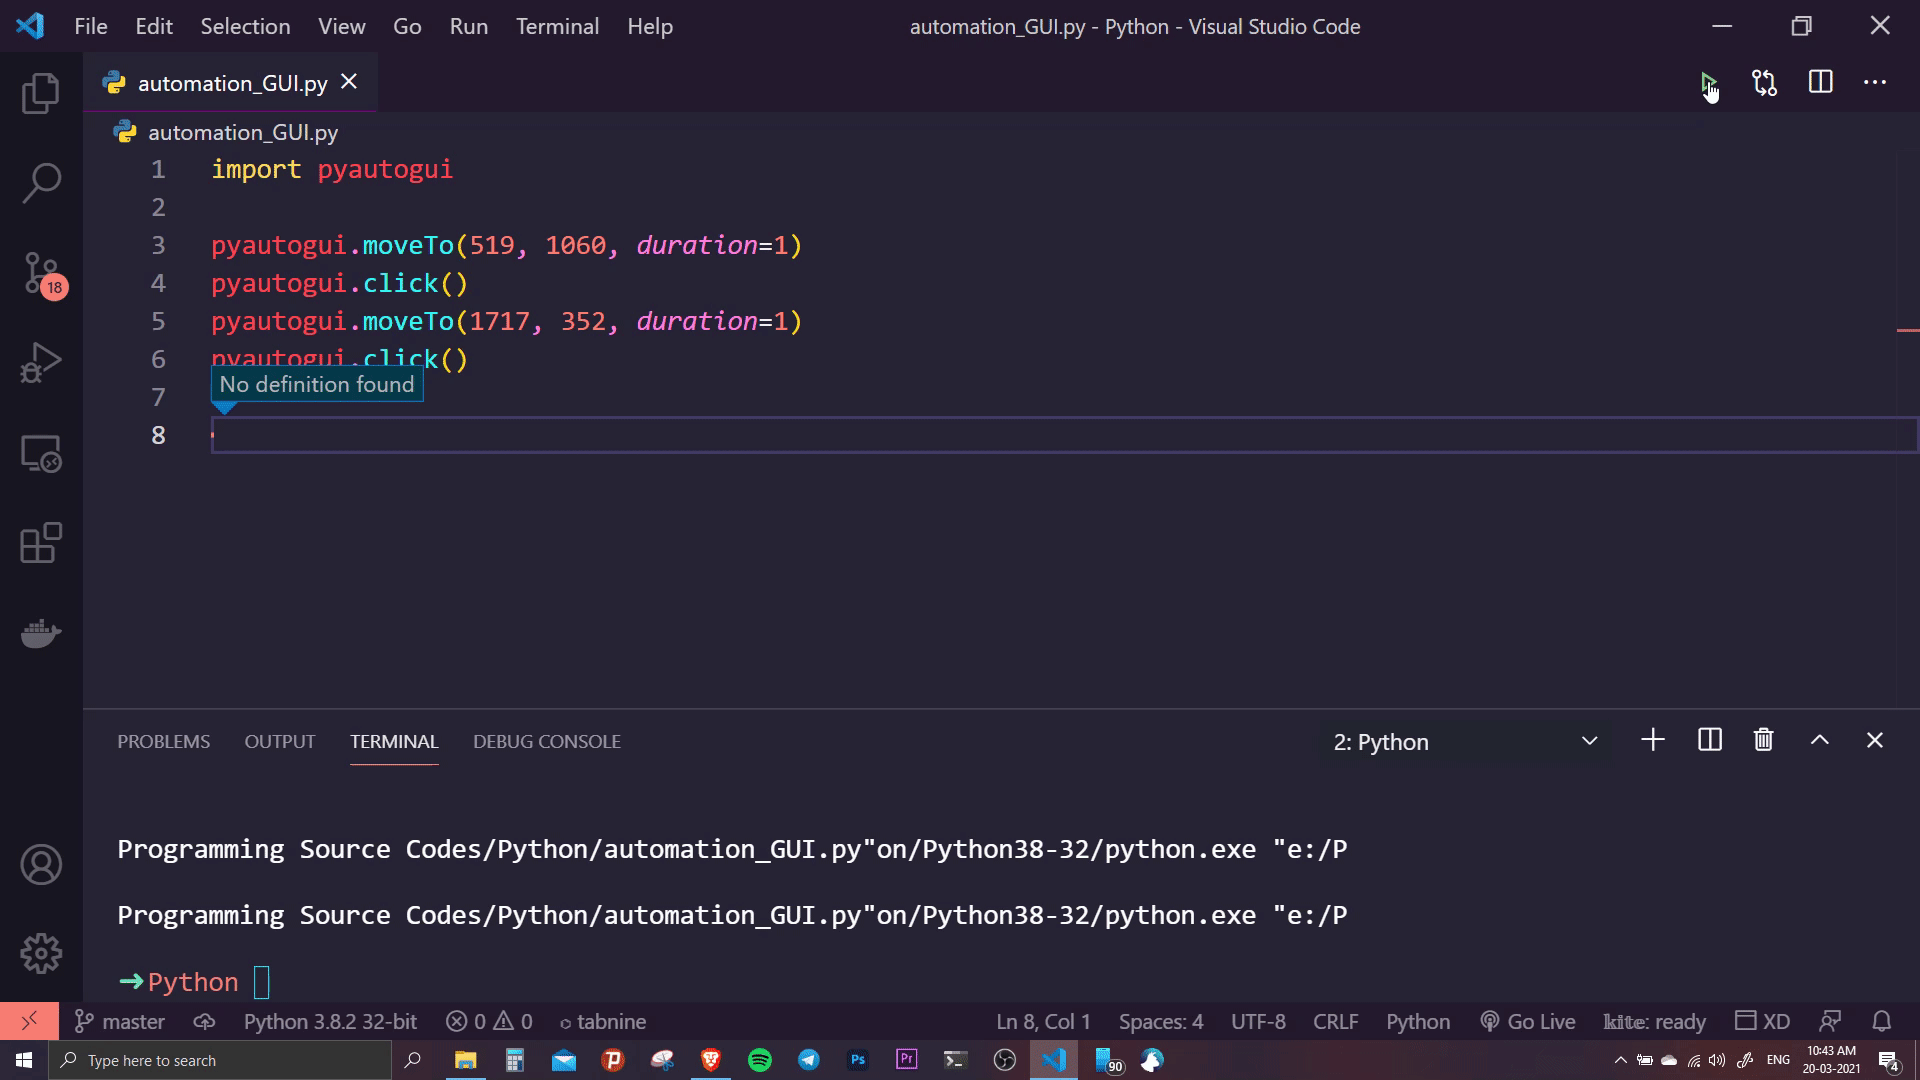 File Edit Selection View Go Run Terminal Help automation_GUI.py - Python - Visual Studio Code
automation_GUI.py
automation_GUI.py
1 import pyautogui
2
3 pyautogui.moveTo(519, 1060, duration=1)
4 pyautogui.click()
5 pyautogui.moveTo(1717, 352, duration=1)
6 pyautogui.click()
No definition found
7
8
18
PROBLEMS OUTPUT TERMINAL DEBUG CONSOLE 2: Python
Programming Source Codes/Python/automation_GUI.py"on/Python38-32/python.exe "e:/P
Programming Source Codes/Python/automation_GUI.py"on/Python38-32/python.exe "e:/P
➜Python
master Python 3.8.2 32-bit 0 0 tabnine Ln 8, Col 1 Spaces: 4 UTF-8 CRLF Python Go Live kite: ready XD
Type here to search Ps Pr 90 ENG 10:43 AM
20-03-2021 4